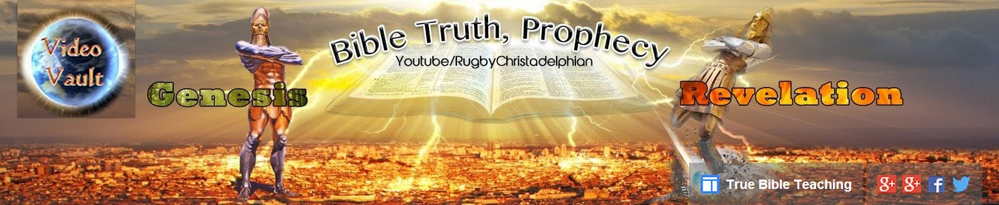 Video
Vault
Genesis
Bible Truth, Prophecy
Youtube/RugbyChristadelphian
Revelation
True Bible Teaching
g+ g+ f